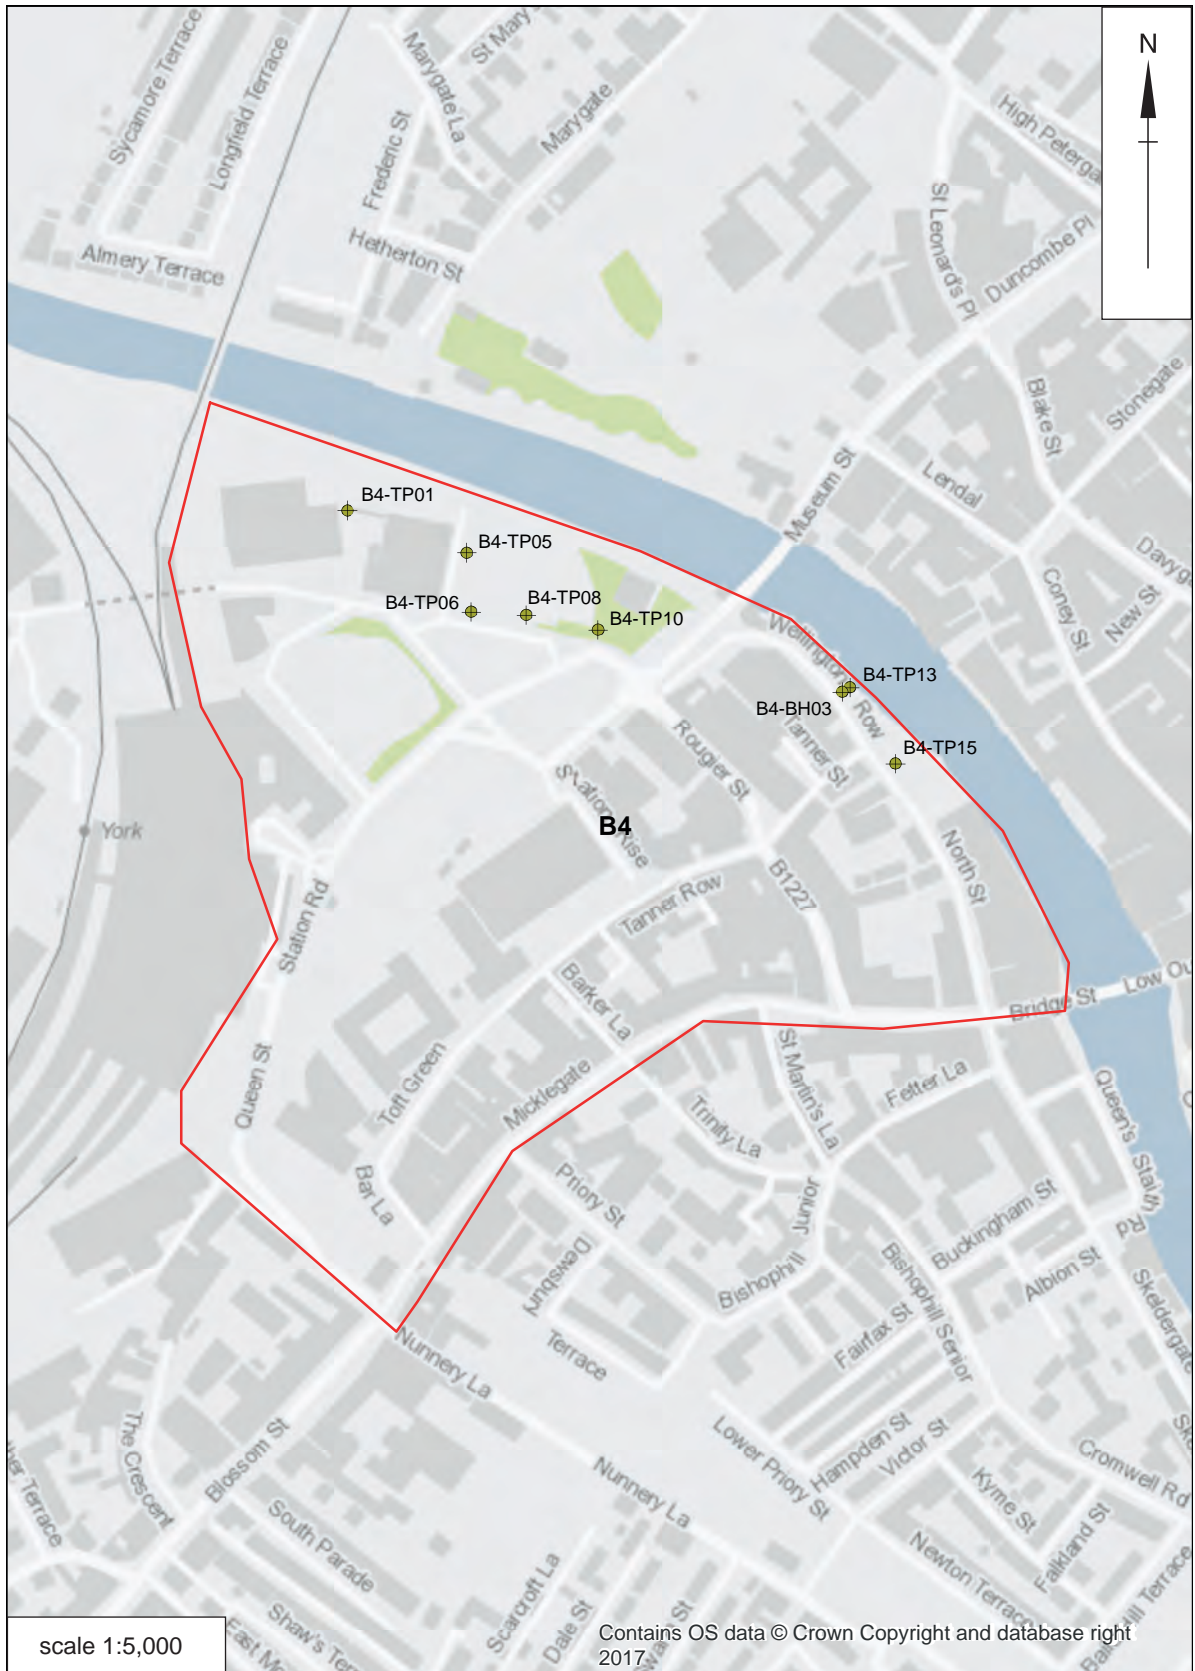 N
Sycamore Terrace
Longfield Terrace
Marygate La
St Mary
Frederic St
Marygate
High Peterga
Almery Terrace
Hetherton St
St Leonard's Pl
Duncombe Pl
Blake St
Stonegate
Museum St
Lendal
Davyga
Coney St
New St
B4-TP01
B4-TP05
B4-TP06
B4-TP08
B4-TP10
Wellington Row
B4-TP13
B4-BH03
B4-TP15
Tanner St
Rougier St
Station Rise
B4
York
North St
B1227
Tanner Row
Station Rd
Barker La
Bridge St
Low Ou
Queen St
Toft Green
Micklegate
St Martin's La
Fetter La
Trinity La
Queen's Staith Rd
Bar La
Priory St
Bishophill Junior
Buckingham St
Dewsbury Terrace
Bishophill Senior
Albion St
Skeldergate
Fairfax St
Nunnery La
Lower Priory St
Hampden St
Victor St
Cromwell Rd
Kyme St
Falkland St
The Crescent
Blossom St
Nunnery La
Newton Terrace
ther Terrace
South Parade
Scarcroft La
Dale St
Shaw's Ter
East M
scale 1:5,000
Contains OS data © Crown Copyright and database right
2017